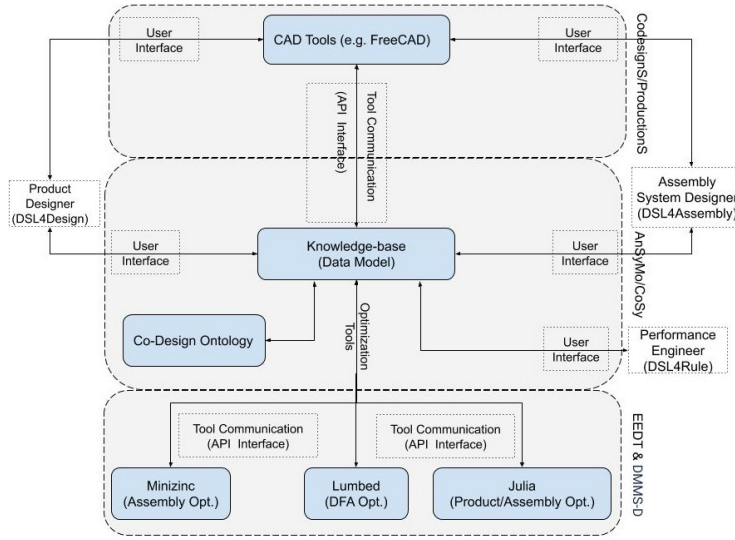 User
Interface
CAD Tools (e.g. FreeCAD)
User
Interface
CodesignS/ProductionS
Tool Communication
(API Interface)
Product
Designer
(DSL4Design)
Assembly
System Designer
(DSL4Assembly)
User
Interface
Knowledge-base
(Data Model)
User
Interface
AnSyMo/CoSy
Optimization
Tools
Co-Design Ontology
User
Interface
Performance
Engineer
(DSL4Rule)
Tool Communication
(API Interface)
Tool Communication
(API Interface)
EEDT & DMMS-D
Minizinc
(Assembly Opt.)
Lumbed
(DFA Opt.)
Julia
(Product/Assembly Opt.)